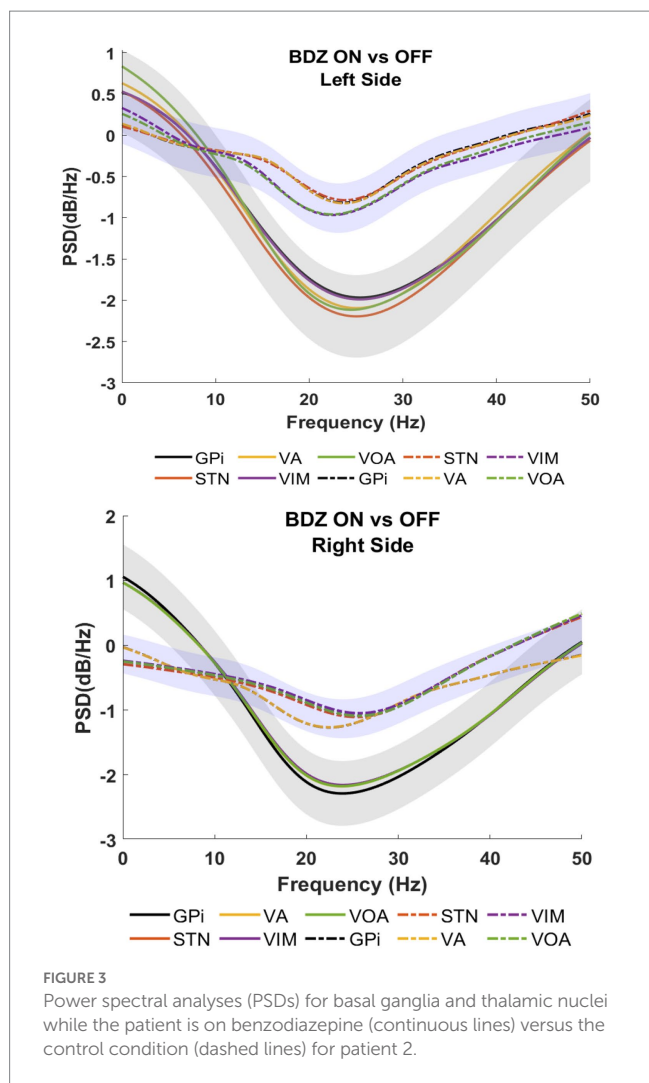 BDZ ON vs OFF
Left Side
1
0.5
0
-0.5
-1
-1.5
-2
-2.5
-3
PSD(dB/Hz)
0 10 20 30 40 50
Frequency (Hz)
GPi VA VOA STN VIM
STN VIM GPi VA VOA
BDZ ON vs OFF
Right Side
2
1
0
-1
-2
-3
PSD(dB/Hz)
0 10 20 30 40 50
Frequency (Hz)
GPi VA VOA STN VIM
STN VIM GPi VA VOA
FIGURE 3
Power spectral analyses (PSDs) for basal ganglia and thalamic nuclei
while the patient is on benzodiazepine (continuous lines) versus the
control condition (dashed lines) for patient 2.